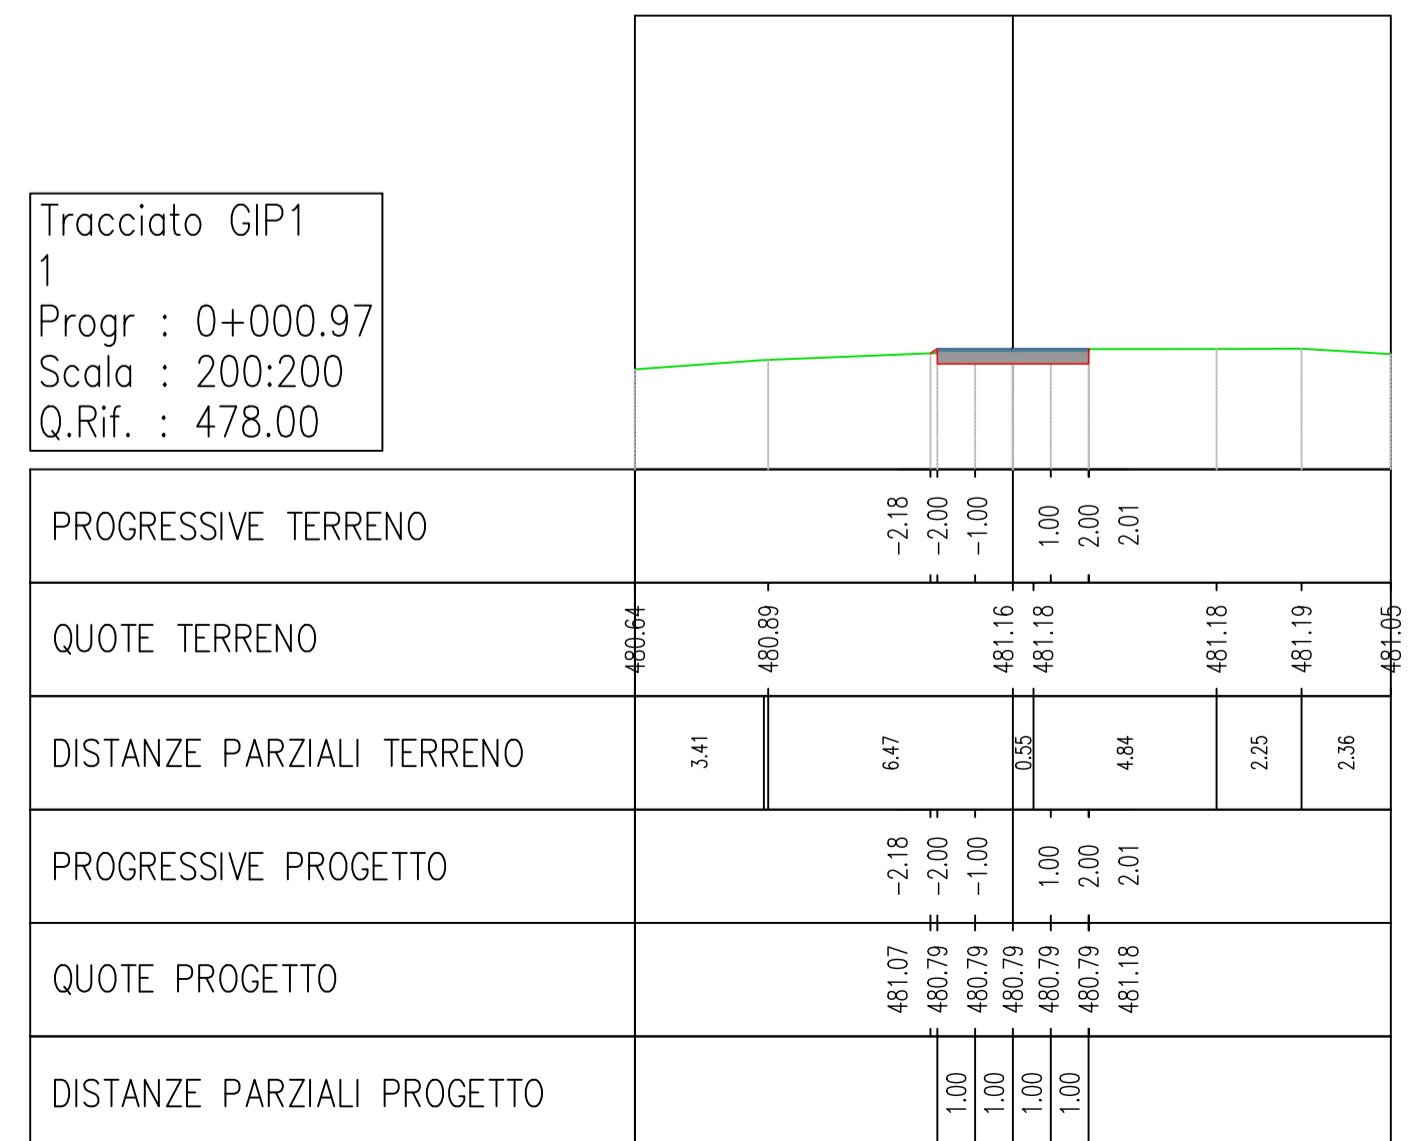 Tracciato GIP1
1
Progr : 0+000.97
Scala : 200:200
Q.Rif. : 478.00
PROGRESSIVE TERRENO -2.18 -2.00 -1.00 1.00 2.00 2.01
QUOTE TERRENO 480.64 480.89 481.16 481.18 481.18 481.19 481.05
DISTANZE PARZIALI TERRENO 3.41 6.47 0.55 4.84 2.25 2.36
PROGRESSIVE PROGETTO -2.18 -2.00 -1.00 1.00 2.00 2.01
QUOTE PROGETTO 481.07 480.79 480.79 480.79 480.79 480.79 481.18
DISTANZE PARZIALI PROGETTO 1.00 1.00 1.00 1.00